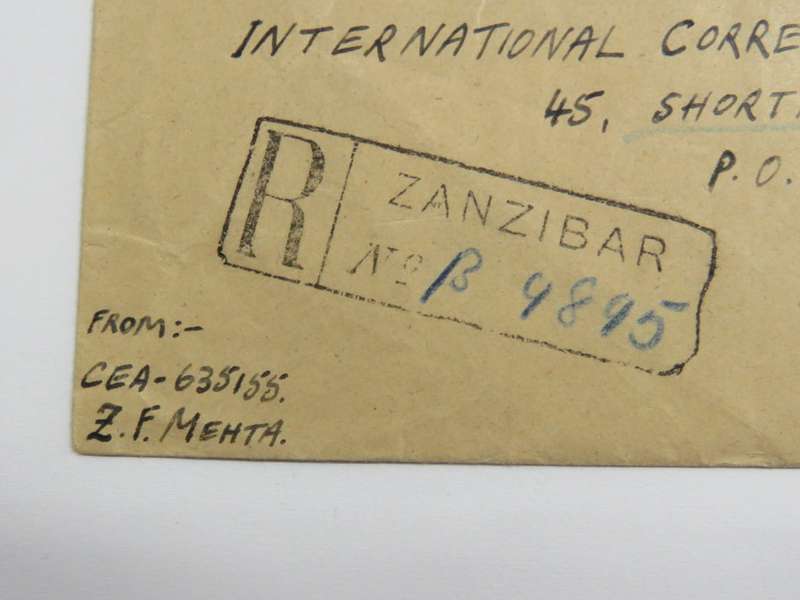 INTERNATIONAL CORRE
45, SHORT
P.O.
R ZANZIBAR
No B 9895
FROM:-
CEA-635155.
Z.F. MEHTA.